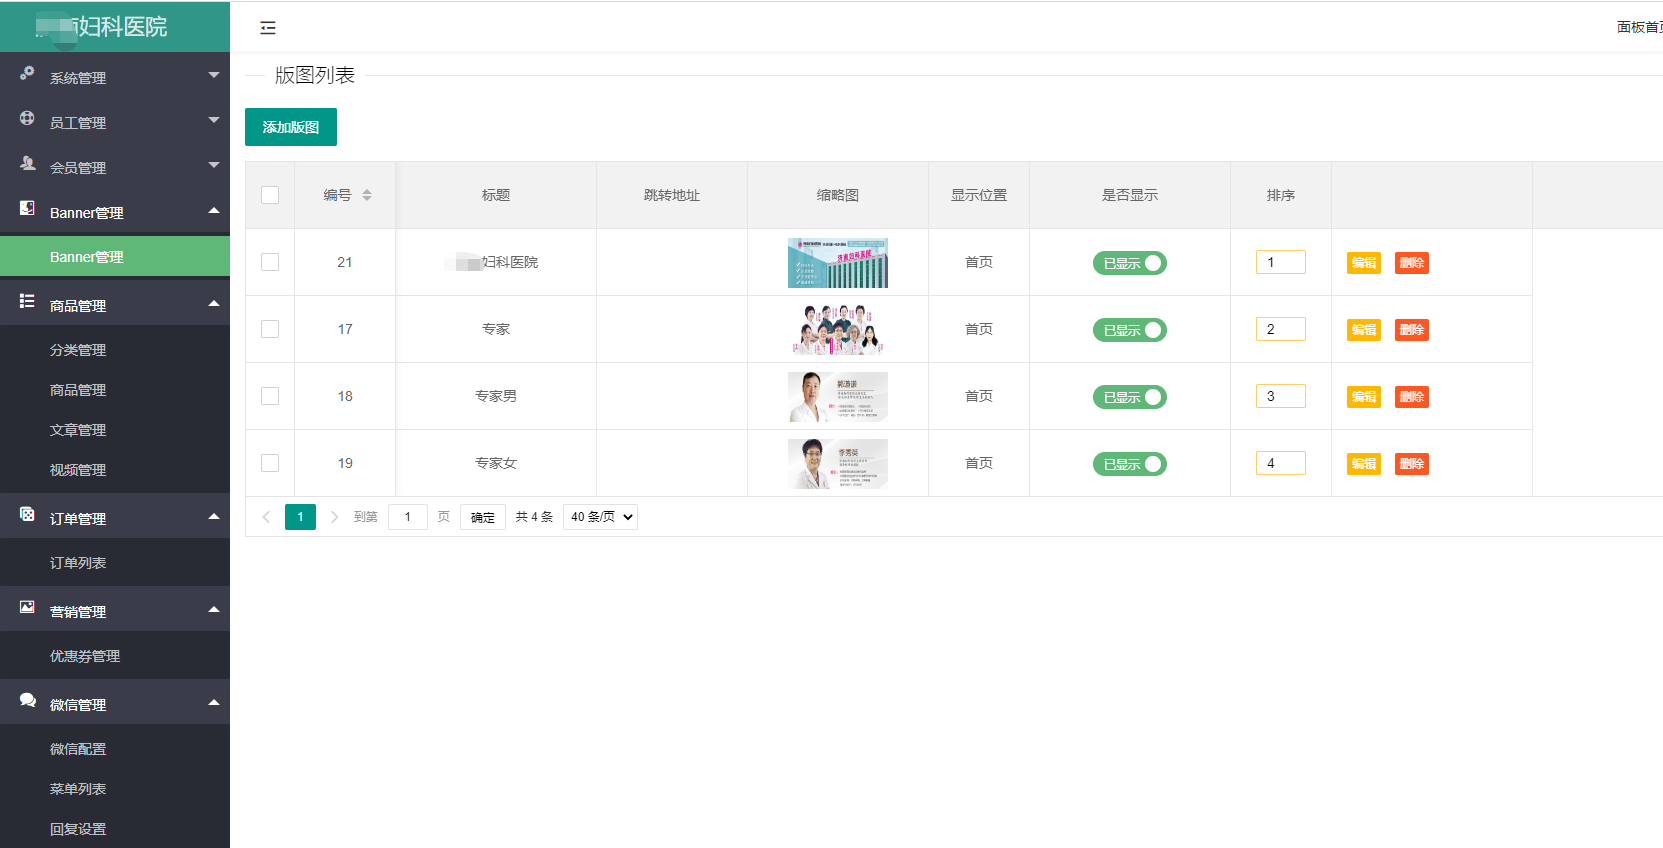 妇科医院
面板首页
系统管理
员工管理
会员管理
Banner管理
Banner管理
商品管理
分类管理
商品管理
文章管理
视频管理
订单管理
订单列表
营销管理
优惠券管理
微信管理
微信配置
菜单列表
回复设置
版图列表
添加版图
编号 标题 跳转地址 缩略图 显示位置 是否显示 排序
21 妇科医院 首页 已显示 1 编辑 删除
17 专家 首页 已显示 2 编辑 删除
18 专家男 首页 已显示 3 编辑 删除
19 专家女 李秀英 首页 已显示 4 编辑 删除
1 到第 1 页 确定 共 4 条 40 条/页